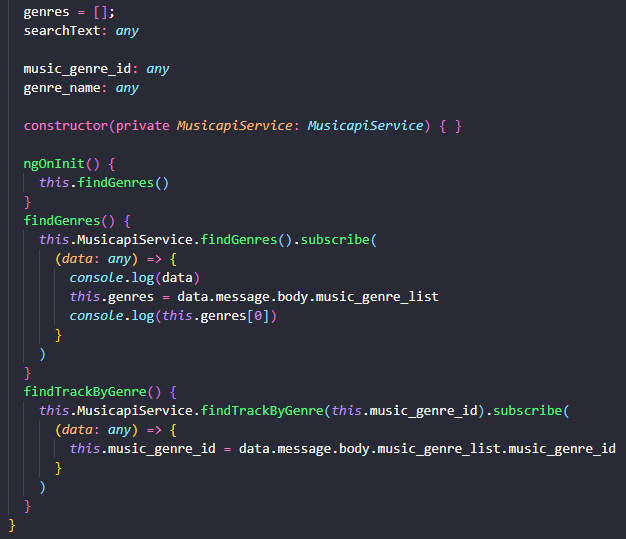 genres = [];
searchText: any
music_genre_id: any
genre_name: any
constructor(private MusicapiService: MusicapiService) { }
ngOnInit() {
this.findGenres()
}
findGenres() {
this.MusicapiService.findGenres().subscribe(
(data: any) => {
console.log(data)
this.genres = data.message.body.music_genre_list
console.log(this.genres[0])
}
)
}
findTrackByGenre() {
this.MusicapiService.findTrackByGenre(this.music_genre_id).subscribe(
(data: any) => {
this.music_genre_id = data.message.body.music_genre_list.music_genre_id
}
)
}
}